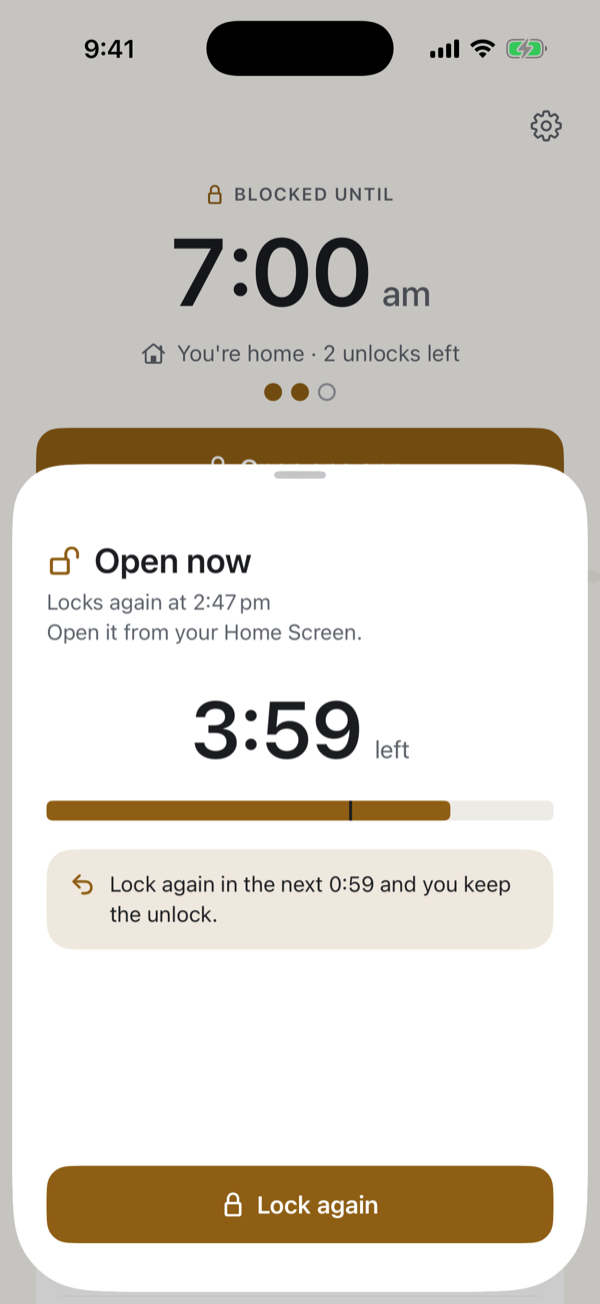 9:41
BLOCKED UNTIL
7:00 am
You're home · 2 unlocks left
Open now
Locks again at 2:47 pm
Open it from your Home Screen.
3:59 left
Lock again in the next 0:59 and you keep
the unlock.
Lock again